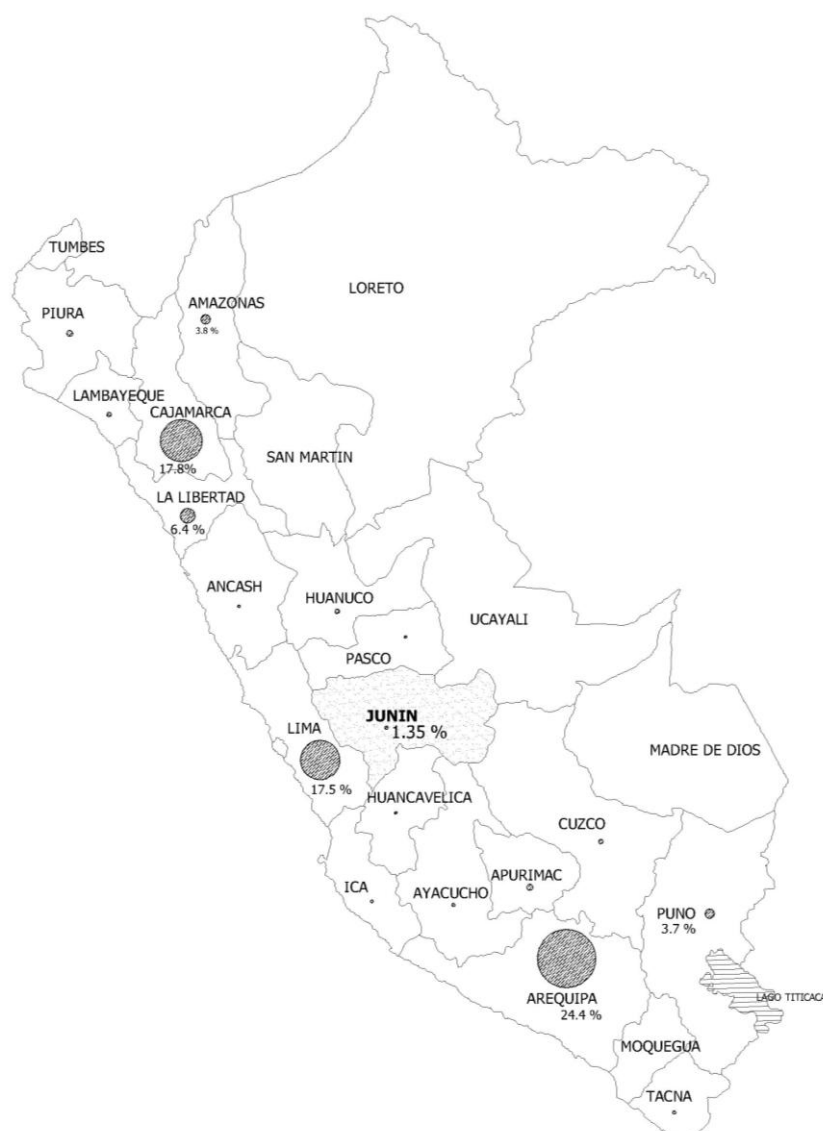 TUMBES
LORETO
AMAZONAS
3.8 %
PIURA
LAMBAYEQUE
CAJAMARCA
17.8%
SAN MARTIN
LA LIBERTAD
6.4 %
ANCASH
HUANUCO
UCAYALI
PASCO
JUNIN
1.35 %
LIMA
17.5 %
MADRE DE DIOS
HUANCAVELICA
CUZCO
APURIMAC
ICA
AYACUCHO
PUNO
3.7 %
AREQUIPA
24.4 %
LAGO TITICACA
MOQUEGUA
TACNA